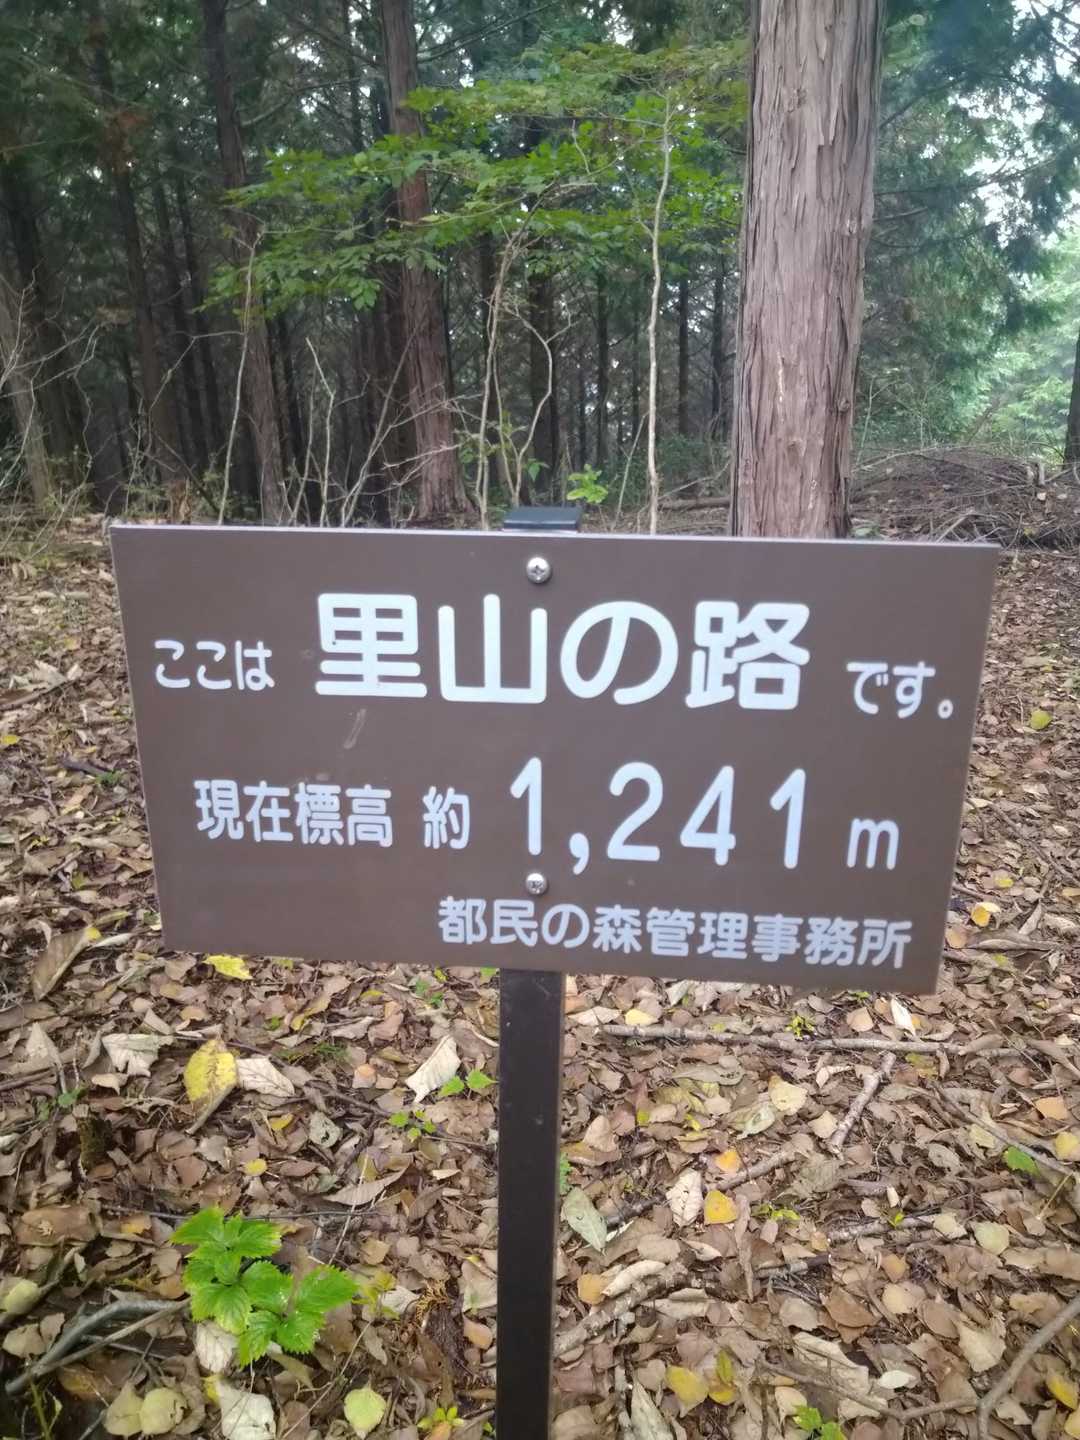 ここは 里山の路 です。
現在標高 約 1,241 m
都民の森管理事務所